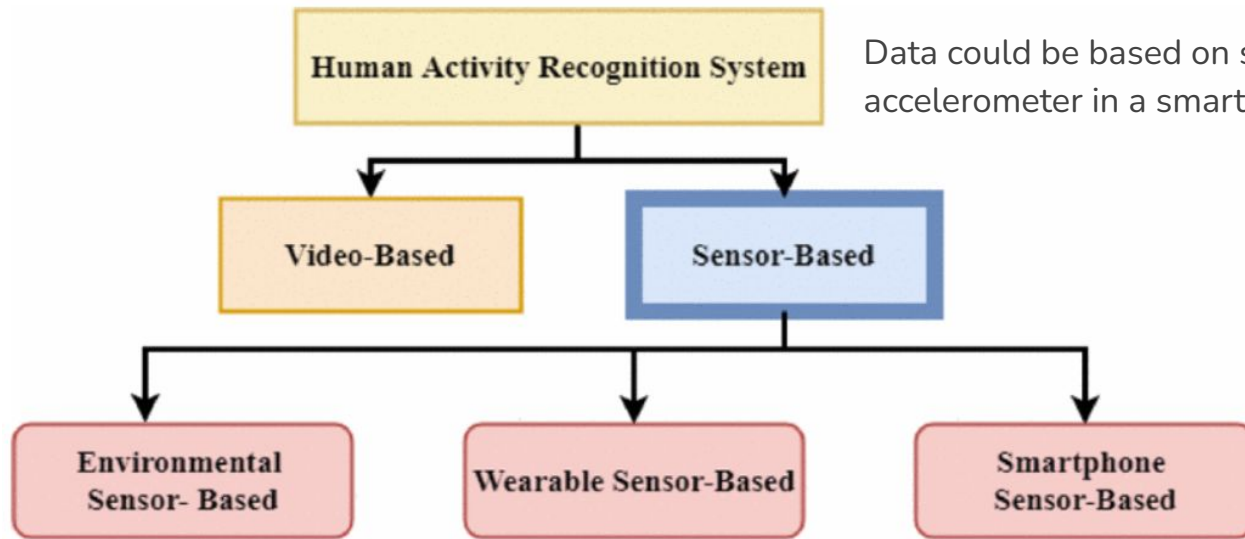 Human Activity Recognition System
Data could be based on
accelerometer in a smart
Video-Based
Sensor-Based
Environmental
Sensor- Based
Wearable Sensor-Based
Smartphone
Sensor-Based